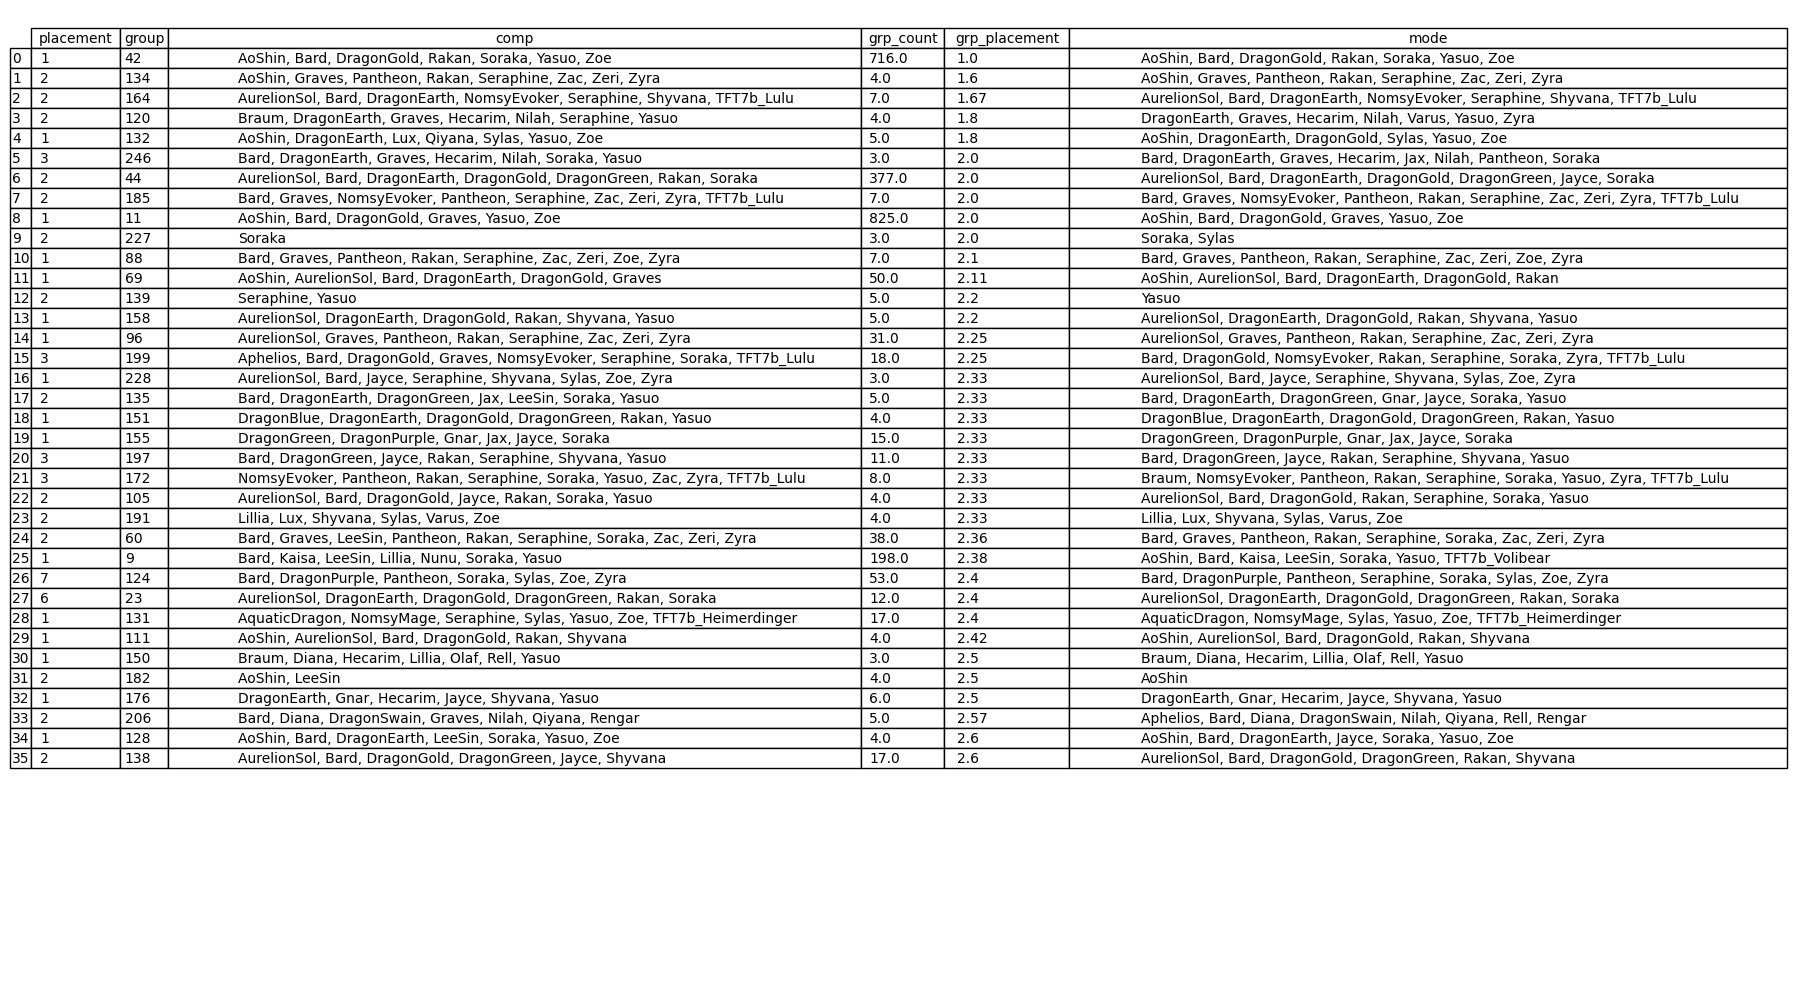 placement group comp grp_count grp_placement mode
0 1 42 AoShin, Bard, DragonGold, Rakan, Soraka, Yasuo, Zoe 716.0 1.0 AoShin, Bard, DragonGold, Rakan, Soraka, Yasuo, Zoe
1 2 134 AoShin, Graves, Pantheon, Rakan, Seraphine, Zac, Zeri, Zyra 4.0 1.6 AoShin, Graves, Pantheon, Rakan, Seraphine, Zac, Zeri, Zyra
2 2 164 AurelionSol, Bard, DragonEarth, NomsyEvoker, Seraphine, Shyvana, TFT7b_Lulu 7.0 1.67 AurelionSol, Bard, DragonEarth, NomsyEvoker, Seraphine, Shyvana, TFT7b_Lulu
3 2 120 Braum, DragonEarth, Graves, Hecarim, Nilah, Seraphine, Yasuo 4.0 1.8 DragonEarth, Graves, Hecarim, Nilah, Varus, Yasuo, Zyra
4 1 132 AoShin, DragonEarth, Lux, Qiyana, Sylas, Yasuo, Zoe 5.0 1.8 AoShin, DragonEarth, DragonGold, Sylas, Yasuo, Zoe
5 3 246 Bard, DragonEarth, Graves, Hecarim, Nilah, Soraka, Yasuo 3.0 2.0 Bard, DragonEarth, Graves, Hecarim, Jax, Nilah, Pantheon, Soraka
6 2 44 AurelionSol, Bard, DragonEarth, DragonGold, DragonGreen, Rakan, Soraka 377.0 2.0 AurelionSol, Bard, DragonEarth, DragonGold, DragonGreen, Jayce, Soraka
7 2 185 Bard, Graves, NomsyEvoker, Pantheon, Seraphine, Zac, Zeri, Zyra, TFT7b_Lulu 7.0 2.0 Bard, Graves, NomsyEvoker, Pantheon, Rakan, Seraphine, Zac, Zeri, Zyra, TFT7b_Lulu
8 1 11 AoShin, Bard, DragonGold, Graves, Yasuo, Zoe 825.0 2.0 AoShin, Bard, DragonGold, Graves, Yasuo, Zoe
9 2 227 Soraka 3.0 2.0 Soraka, Sylas
10 1 88 Bard, Graves, Pantheon, Rakan, Seraphine, Zac, Zeri, Zoe, Zyra 7.0 2.1 Bard, Graves, Pantheon, Rakan, Seraphine, Zac, Zeri, Zoe, Zyra
11 1 69 AoShin, AurelionSol, Bard, DragonEarth, DragonGold, Graves 50.0 2.11 AoShin, AurelionSol, Bard, DragonEarth, DragonGold, Rakan
12 2 139 Seraphine, Yasuo 5.0 2.2 Yasuo
13 1 158 AurelionSol, DragonEarth, DragonGold, Rakan, Shyvana, Yasuo 5.0 2.2 AurelionSol, DragonEarth, DragonGold, Rakan, Shyvana, Yasuo
14 1 96 AurelionSol, Graves, Pantheon, Rakan, Seraphine, Zac, Zeri, Zyra 31.0 2.25 AurelionSol, Graves, Pantheon, Rakan, Seraphine, Zac, Zeri, Zyra
15 3 199 Aphelios, Bard, DragonGold, Graves, NomsyEvoker, Seraphine, Soraka, TFT7b_Lulu 18.0 2.25 Bard, DragonGold, NomsyEvoker, Rakan, Seraphine, Soraka, Zyra, TFT7b_Lulu
16 1 228 AurelionSol, Bard, Jayce, Seraphine, Shyvana, Sylas, Zoe, Zyra 3.0 2.33 AurelionSol, Bard, Jayce, Seraphine, Shyvana, Sylas, Zoe, Zyra
17 2 135 Bard, DragonEarth, DragonGreen, Jax, LeeSin, Soraka, Yasuo 5.0 2.33 Bard, DragonEarth, DragonGreen, Gnar, Jayce, Soraka, Yasuo
18 1 151 DragonBlue, DragonEarth, DragonGold, DragonGreen, Rakan, Yasuo 4.0 2.33 DragonBlue, DragonEarth, DragonGold, DragonGreen, Rakan, Yasuo
19 1 155 DragonGreen, DragonPurple, Gnar, Jax, Jayce, Soraka 15.0 2.33 DragonGreen, DragonPurple, Gnar, Jax, Jayce, Soraka
20 3 197 Bard, DragonGreen, Jayce, Rakan, Seraphine, Shyvana, Yasuo 11.0 2.33 Bard, DragonGreen, Jayce, Rakan, Seraphine, Shyvana, Yasuo
21 3 172 NomsyEvoker, Pantheon, Rakan, Seraphine, Soraka, Yasuo, Zac, Zyra, TFT7b_Lulu 8.0 2.33 Braum, NomsyEvoker, Pantheon, Rakan, Seraphine, Soraka, Yasuo, Zyra, TFT7b_Lulu
22 2 105 AurelionSol, Bard, DragonGold, Jayce, Rakan, Soraka, Yasuo 4.0 2.33 AurelionSol, Bard, DragonGold, Rakan, Seraphine, Soraka, Yasuo
23 2 191 Lillia, Lux, Shyvana, Sylas, Varus, Zoe 4.0 2.33 Lillia, Lux, Shyvana, Sylas, Varus, Zoe
24 2 60 Bard, Graves, LeeSin, Pantheon, Rakan, Seraphine, Soraka, Zac, Zeri, Zyra 38.0 2.36 Bard, Graves, Pantheon, Rakan, Seraphine, Soraka, Zac, Zeri, Zyra
25 1 9 Bard, Kaisa, LeeSin, Lillia, Nunu, Soraka, Yasuo 198.0 2.38 AoShin, Bard, Kaisa, LeeSin, Soraka, Yasuo, TFT7b_Volibear
26 7 124 Bard, DragonPurple, Pantheon, Soraka, Sylas, Zoe, Zyra 53.0 2.4 Bard, DragonPurple, Pantheon, Seraphine, Soraka, Sylas, Zoe, Zyra
27 6 23 AurelionSol, DragonEarth, DragonGold, DragonGreen, Rakan, Soraka 12.0 2.4 AurelionSol, DragonEarth, DragonGold, DragonGreen, Rakan, Soraka
28 1 131 AquaticDragon, NomsyMage, Seraphine, Sylas, Yasuo, Zoe, TFT7b_Heimerdinger 17.0 2.4 AquaticDragon, NomsyMage, Sylas, Yasuo, Zoe, TFT7b_Heimerdinger
29 1 111 AoShin, AurelionSol, Bard, DragonGold, Rakan, Shyvana 4.0 2.42 AoShin, AurelionSol, Bard, DragonGold, Rakan, Shyvana
30 1 150 Braum, Diana, Hecarim, Lillia, Olaf, Rell, Yasuo 3.0 2.5 Braum, Diana, Hecarim, Lillia, Olaf, Rell, Yasuo
31 2 182 AoShin, LeeSin 4.0 2.5 AoShin
32 1 176 DragonEarth, Gnar, Hecarim, Jayce, Shyvana, Yasuo 6.0 2.5 DragonEarth, Gnar, Hecarim, Jayce, Shyvana, Yasuo
33 2 206 Bard, Diana, DragonSwain, Graves, Nilah, Qiyana, Rengar 5.0 2.57 Aphelios, Bard, Diana, DragonSwain, Nilah, Qiyana, Rell, Rengar
34 1 128 AoShin, Bard, DragonEarth, LeeSin, Soraka, Yasuo, Zoe 4.0 2.6 AoShin, Bard, DragonEarth, Jayce, Soraka, Yasuo, Zoe
35 2 138 AurelionSol, Bard, DragonGold, DragonGreen, Jayce, Shyvana 17.0 2.6 AurelionSol, Bard, DragonGold, DragonGreen, Rakan, Shyvana